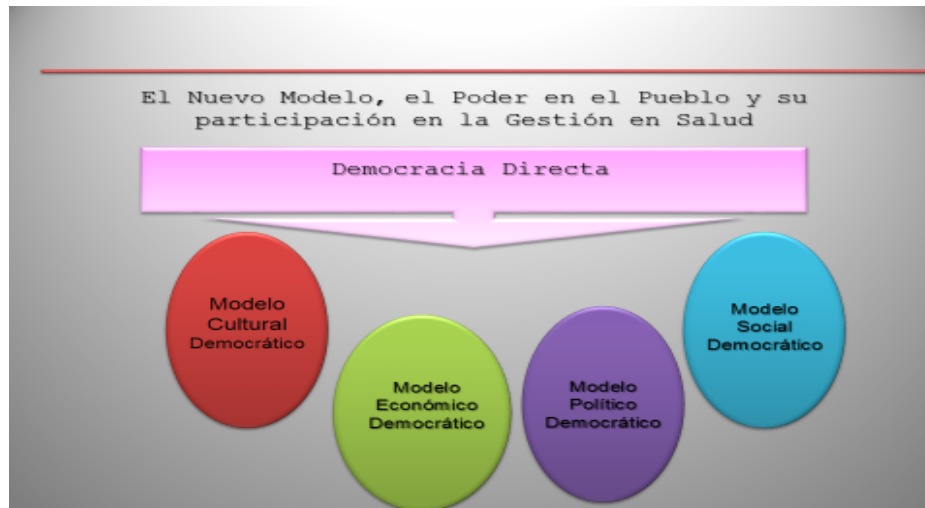 El Nuevo Modelo, el Poder en el Pueblo y su
participación en la Gestión en Salud
Democracia Directa
Modelo
Cultural
Democrático
Modelo
Económico
Democrático
Modelo
Político
Democrático
Modelo
Social
Democrático